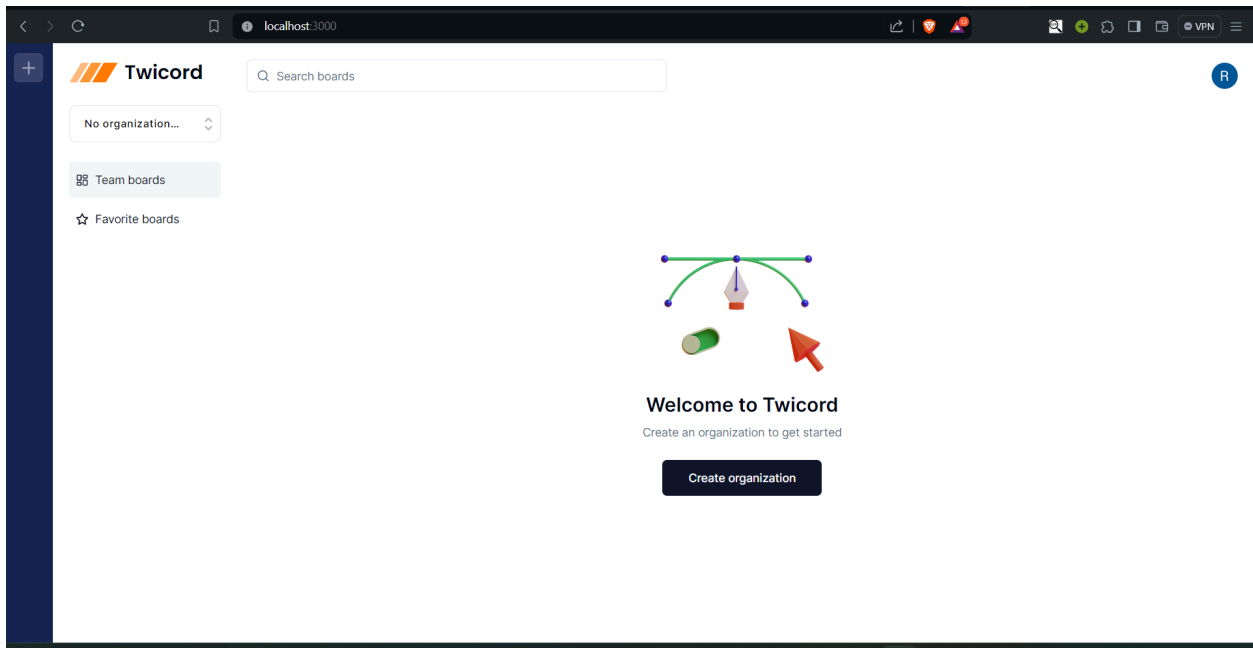 localhost:3000
VPN
Twicord
Search boards
R
No organization...
Team boards
Favorite boards
Welcome to Twicord
Create an organization to get started
Create organization